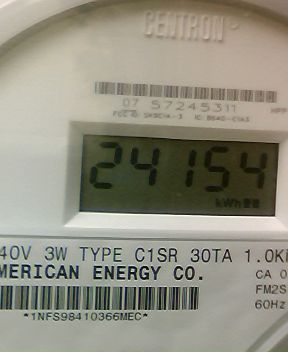 CENTRON
07 57245311
24154
kWh
40V 3W TYPE C1SR 30TA 1.0K
MERICAN ENERGY CO.
CA 0
FM2S
60Hz
*1NFS98410366MEC*